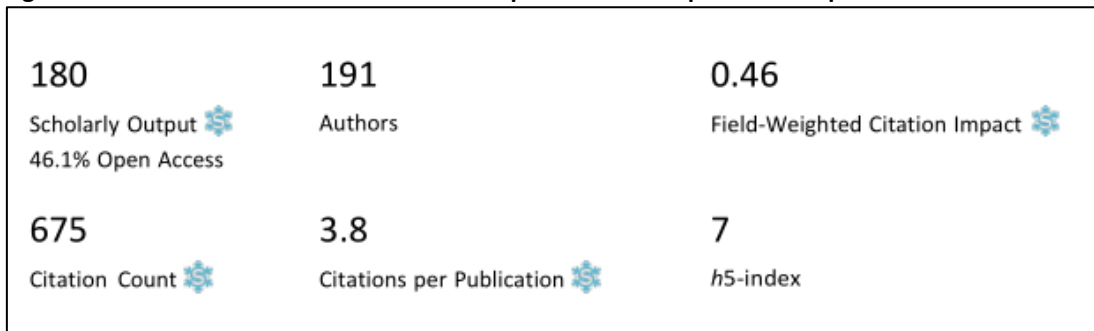 180
Scholarly Output
46.1% Open Access
191
Authors
0.46
Field-Weighted Citation Impact
675
Citation Count
3.8
Citations per Publication
7
h5-index